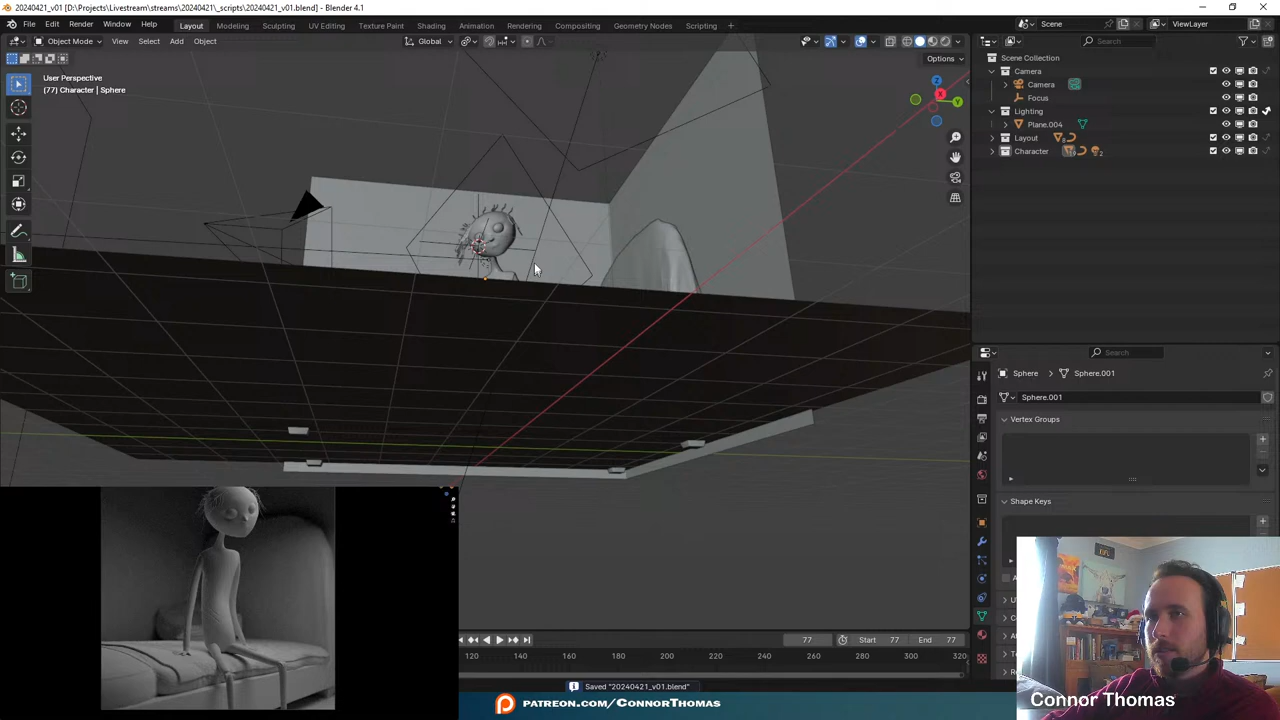 20240421_v01 [D:\Projects\Livestream\streams\20240421\_scripts\20240421_v01.blend] - Blender 4.1
File Edit Render Window Help Layout Modeling Sculpting UV Editing Texture Paint Shading Animation Rendering Compositing Geometry Nodes Scripting + Scene ViewLayer
Object Mode View Select Add Object Global Search
Options
User Perspective
(77) Character | Sphere
Z
X
Y
Scene Collection
Camera
Camera
Focus
Lighting
Plane.004
Layout
Character
Search
Sphere > Sphere.001
Sphere.001
Vertex Groups
Shape Keys
77 Start 77 End 77
120 140 160 180 200 220 240 260 280 300 320
Saved "20240421_v01.blend"
PATREON.COM/CONNORTHOMAS
Connor Thomas